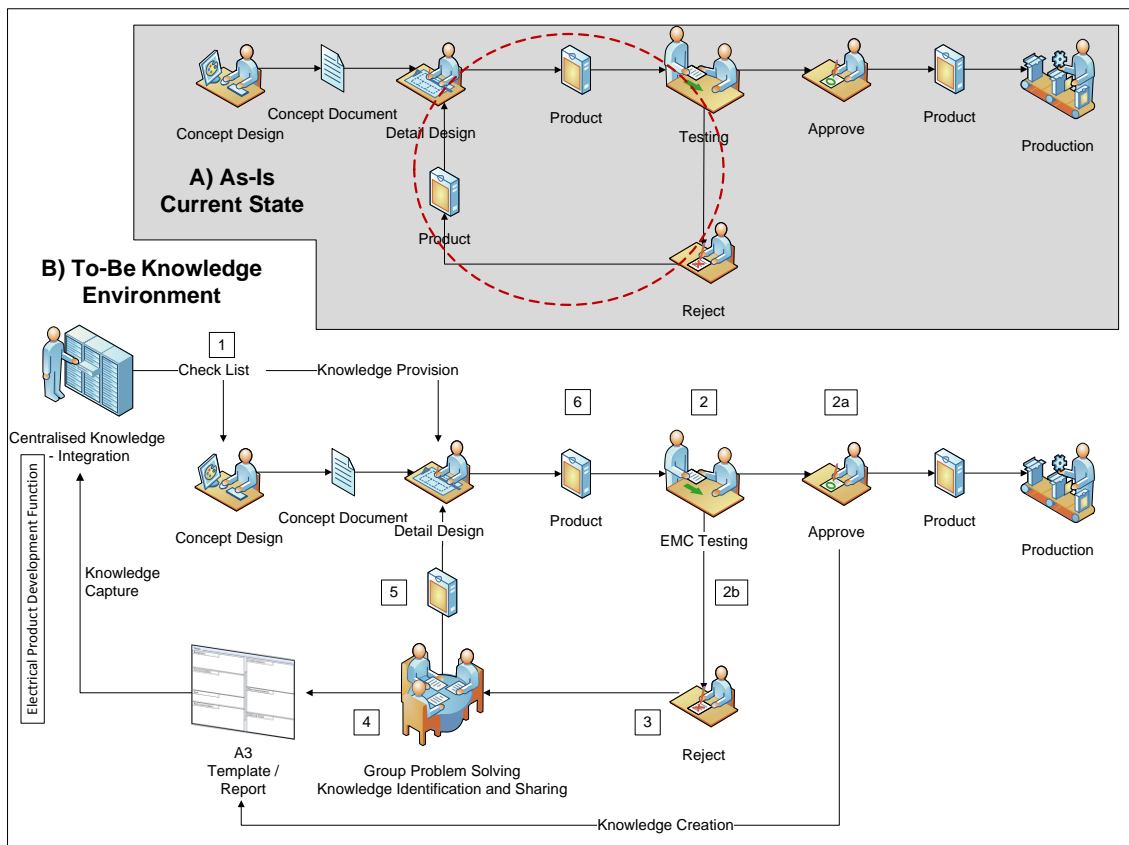 Concept Design
Concept Document
Detail Design
Product
Testing
Approve
Product
Production
A) As-Is
Current State
Product
Reject
B) To-Be Knowledge
Environment
1
Check List
Knowledge Provision
Centralised Knowledge
- Integration
6
2
2a
Concept Design
Concept Document
Detail Design
Product
EMC Testing
Approve
Product
Production
Electrical Product Development Function
Knowledge
Capture
5
2b
4
3
Reject
A3
Template /
Report
Group Problem Solving
Knowledge Identification and Sharing
Knowledge Creation